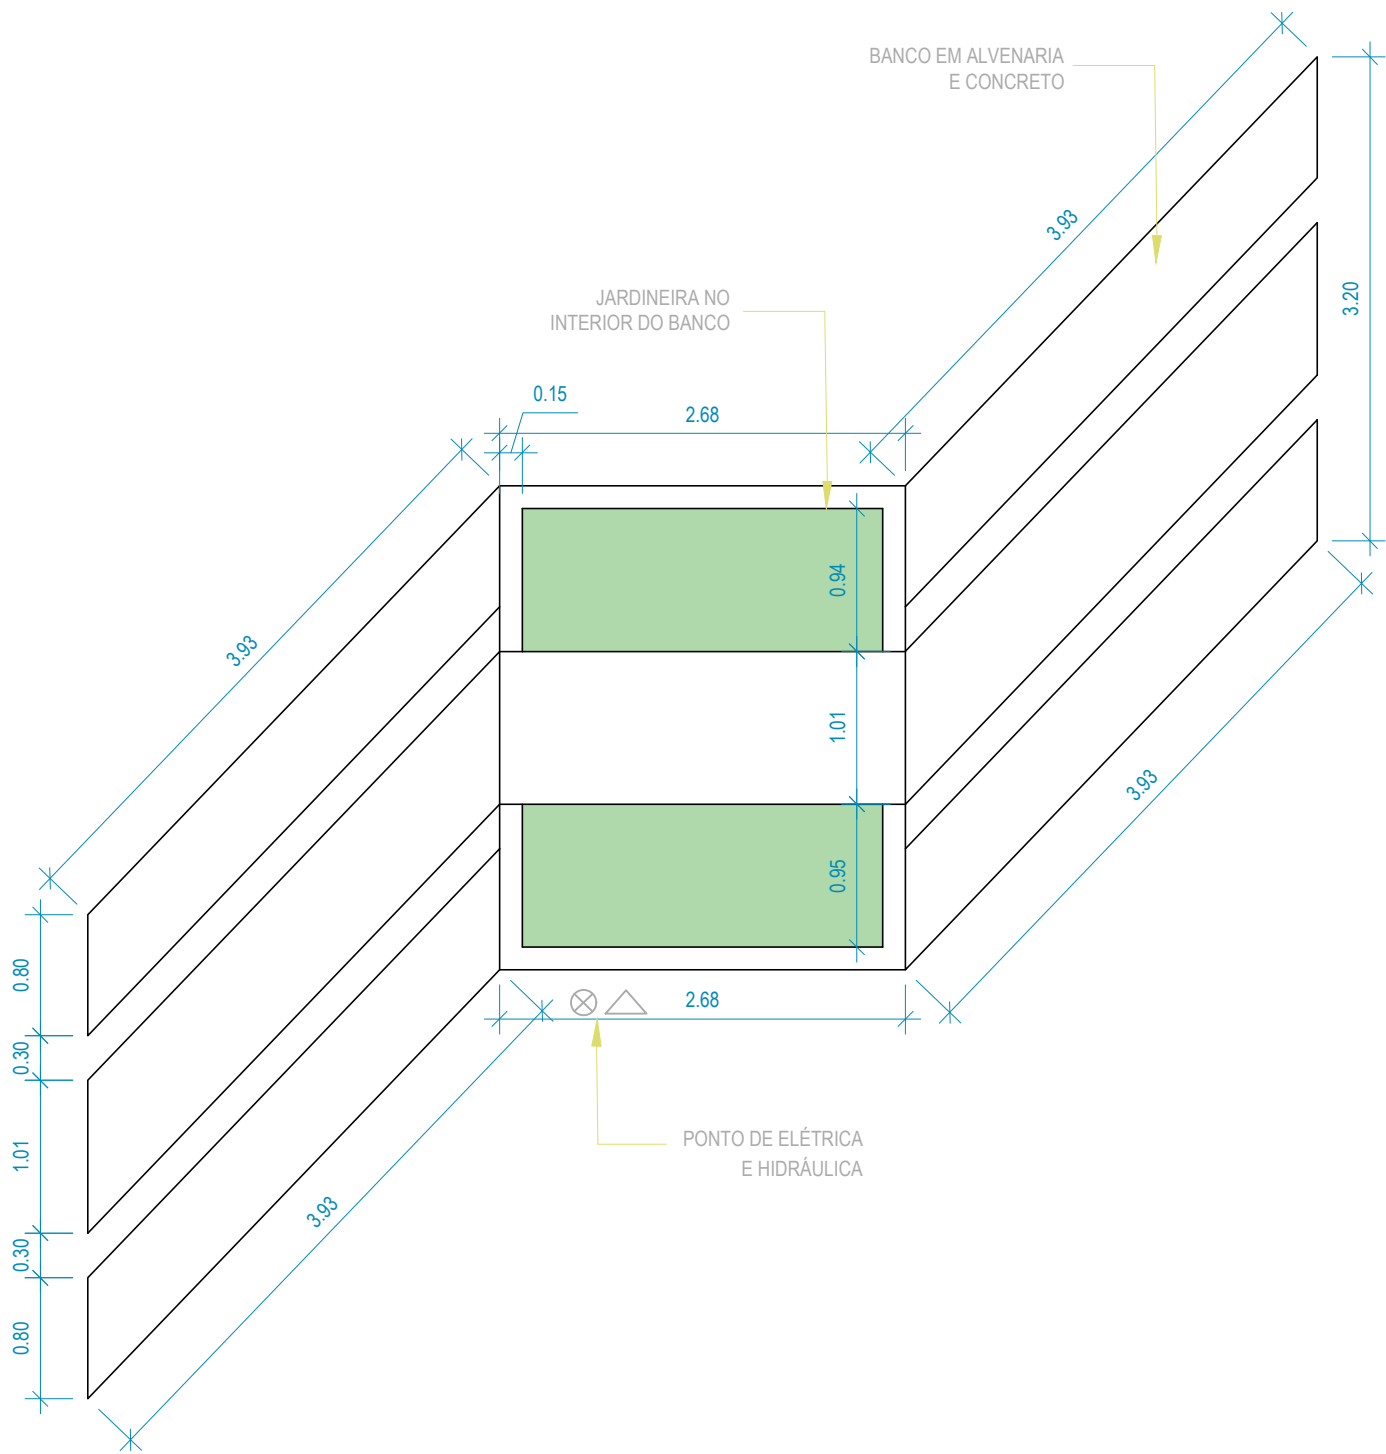 BANCO EM ALVENARIA
E CONCRETO
3.93
3.20
JARDINEIRA NO
INTERIOR DO BANCO
0.15
2.68
0.94
3.93
1.01
3.93
0.95
0.80
2.68
0.30
PONTO DE ELÉTRICA
E HIDRÁULICA
1.01
3.93
0.30
0.80